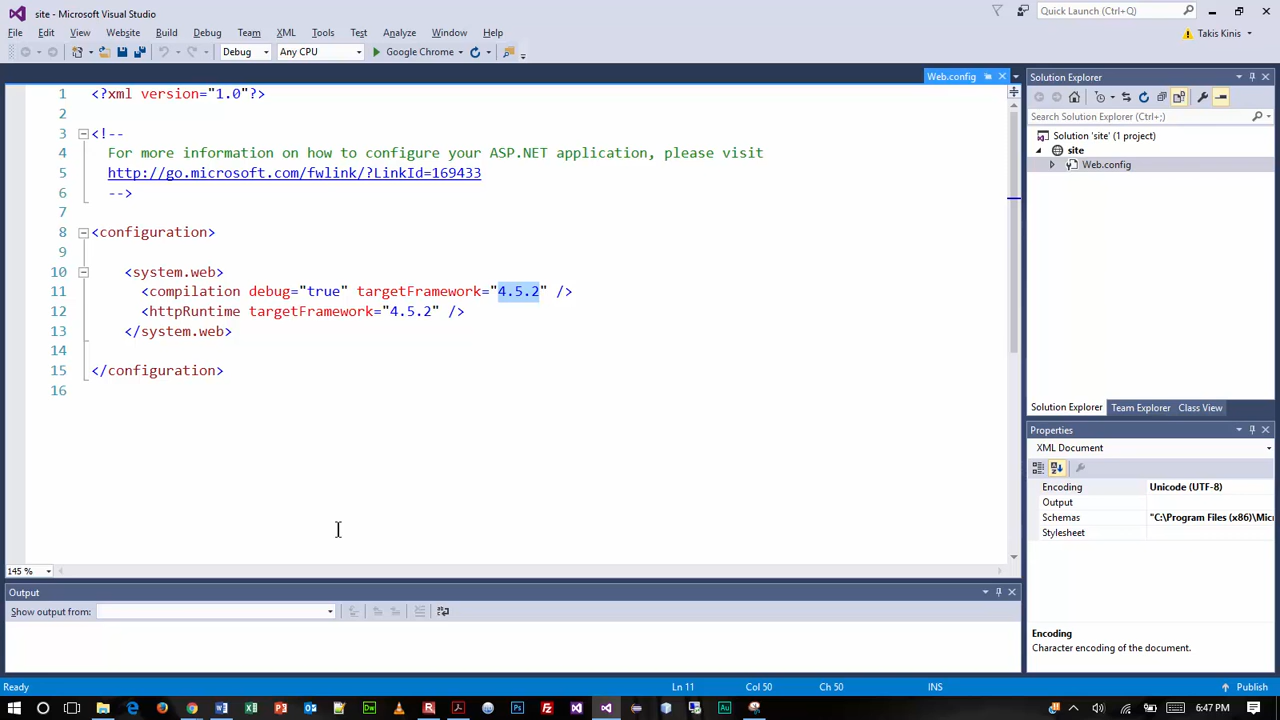 site - Microsoft Visual Studio
Quick Launch (Ctrl+Q)
File Edit View Website Build Debug Team XML Tools Test Analyze Window Help
Takis Kinis
Debug Any CPU Google Chrome
Web.config
1 <?xml version="1.0"?>
2
3 <!--
4 For more information on how to configure your ASP.NET application, please visit
5 http://go.microsoft.com/fwlink/?LinkId=169433
6 -->
7
8 <configuration>
9
10 <system.web>
11 <compilation debug="true" targetFramework="4.5.2" />
12 <httpRuntime targetFramework="4.5.2" />
13 </system.web>
14
15 </configuration>
16
145 %
Solution Explorer
Search Solution Explorer (Ctrl+;)
Solution 'site' (1 project)
site
Web.config
Solution Explorer Team Explorer Class View
Properties
XML Document
Encoding Unicode (UTF-8)
Output
Schemas "C:\Program Files (x86)\Micr
Stylesheet
Encoding
Character encoding of the document.
Output
Show output from:
Ready Ln 11 Col 50 Ch 50 INS Publish
6:47 PM